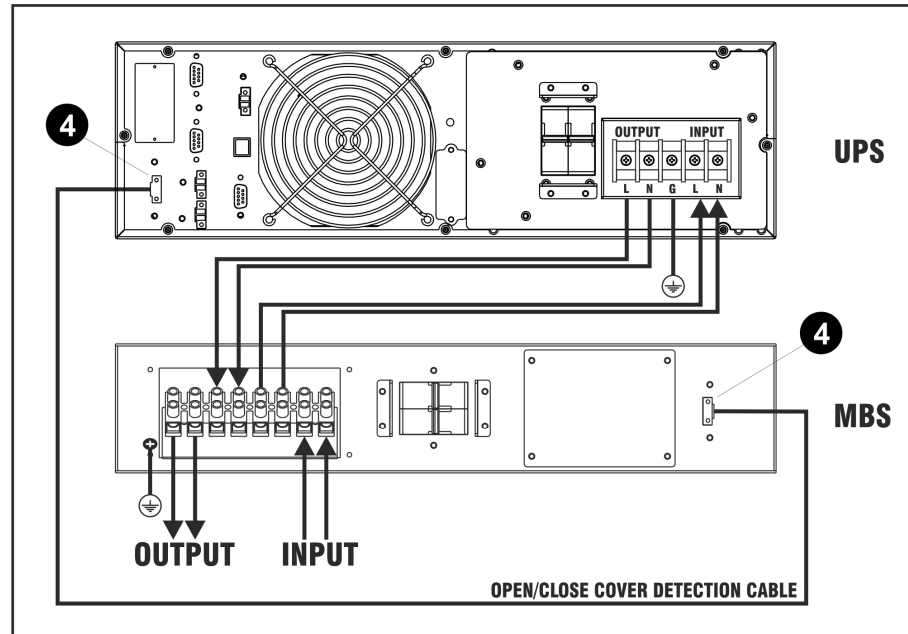 4
OUTPUT INPUT
UPS
L N G L N
4
MBS
OUTPUT INPUT
OPEN/CLOSE COVER DETECTION CABLE